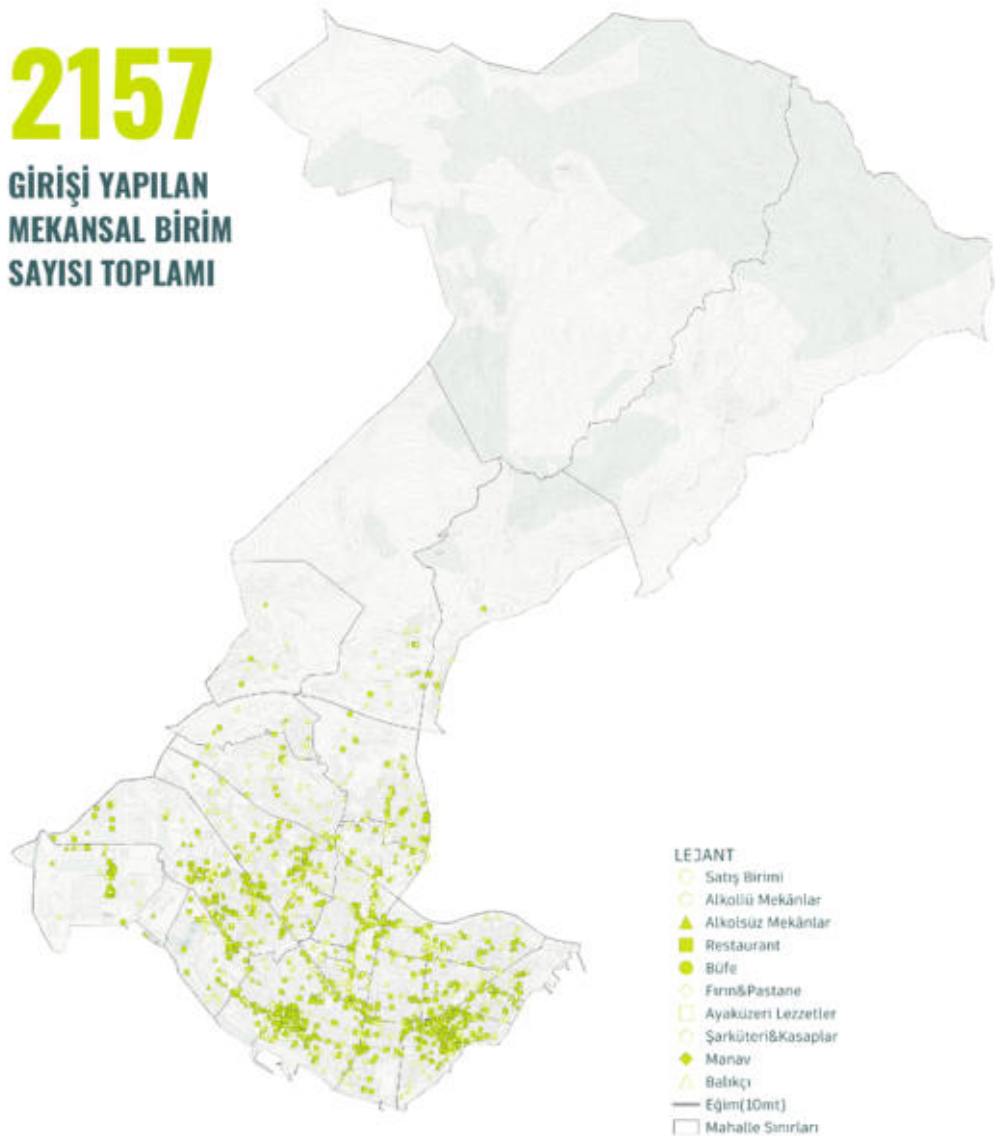 2157
GİRİŞİ YAPILAN
MEKANSAL BİRİM
SAYISI TOPLAMI
LEJANT
Satış Birimi
Alkollü Mekânlar
Alkolsüz Mekânlar
Restaurant
Büfe
Fırın&Pastane
Ayaküzeri Lezzetler
Şarküteri&Kasaplar
Manav
Balıkçı
Eğim(10mt)
Mahalle Sınırları